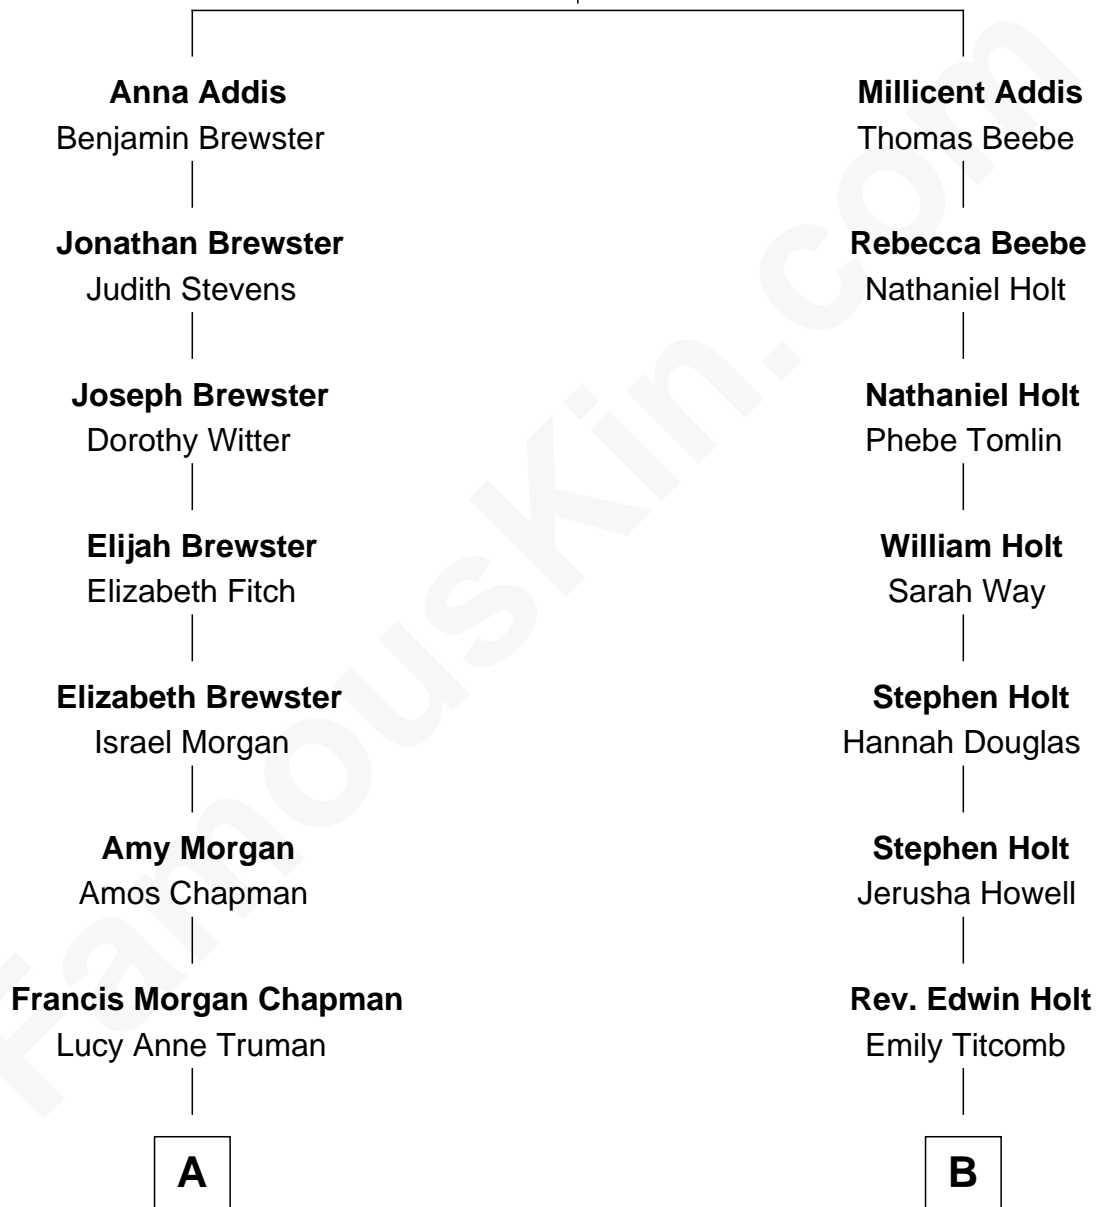 Anna Addis
Benjamin Brewster
Jonathan Brewster
Judith Stevens
Joseph Brewster
Dorothy Witter
Elijah Brewster
Elizabeth Fitch
Elizabeth Brewster
Israel Morgan
Amy Morgan
Amos Chapman
Francis Morgan Chapman
Lucy Anne Truman
A
Millicent Addis
Thomas Beebe
Rebecca Beebe
Nathaniel Holt
Nathaniel Holt
Phebe Tomlin
William Holt
Sarah Way
Stephen Holt
Hannah Douglas
Stephen Holt
Jerusha Howell
Rev. Edwin Holt
Emily Titcomb
B
FamousKin.com